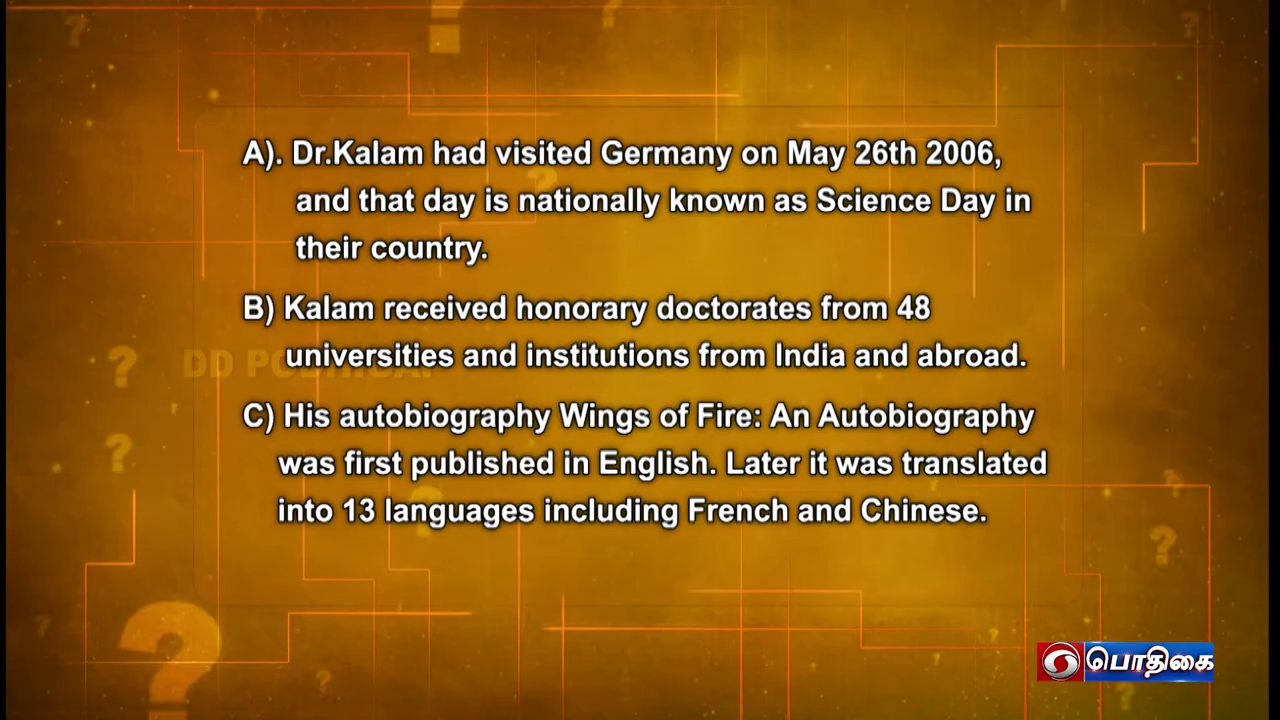 A). Dr.Kalam had visited Germany on May 26th 2006,
and that day is nationally known as Science Day in
their country.
B) Kalam received honorary doctorates from 48
universities and institutions from India and abroad.
C) His autobiography Wings of Fire: An Autobiography
was first published in English. Later it was translated
into 13 languages including French and Chinese.
DD PODHIGAI
பொதிகை